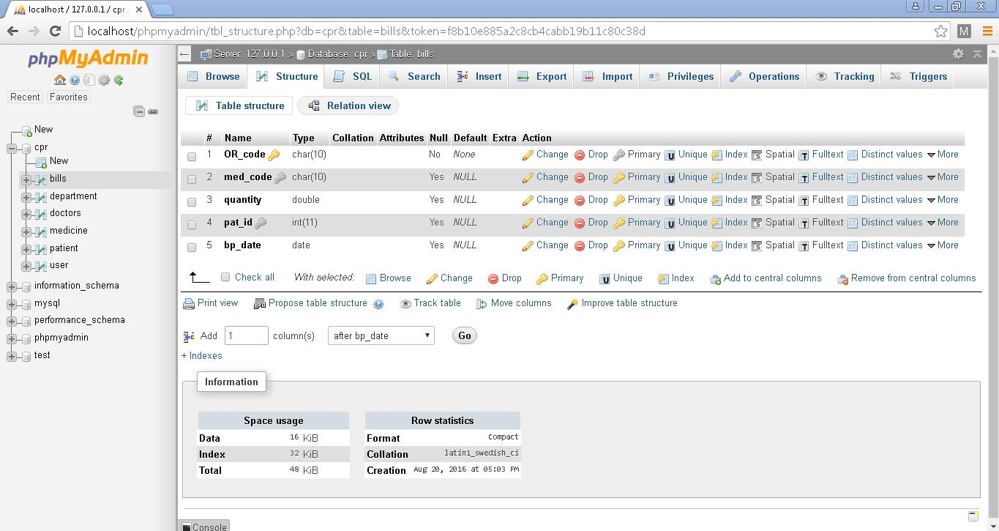 localhost / 127.0.0.1 / cpr
localhost/phpmyadmin/tbl_structure.php?db=cpr&table=bills&token=f8b10e885a2c8cb4cabb19b11c80c38d
M
phpMyAdmin
Recent Favorites
New
cpr
New
bills
department
doctors
medicine
patient
user
information_schema
mysql
performance_schema
phpmyadmin
test
Server: 127.0.0.1 » Database: cpr » Table: bills
Browse Structure SQL Search Insert Export Import Privileges Operations Tracking Triggers
Table structure Relation view
# Name Type Collation Attributes Null Default Extra Action
1 OR_code char(10) No None Change Drop Primary Unique Index Spatial Fulltext Distinct values More
2 med_code char(10) Yes NULL Change Drop Primary Unique Index Spatial Fulltext Distinct values More
3 quantity double Yes NULL Change Drop Primary Unique Index Spatial Fulltext Distinct values More
4 pat_id int(11) Yes NULL Change Drop Primary Unique Index Spatial Fulltext Distinct values More
5 bp_date date Yes NULL Change Drop Primary Unique Index Spatial Fulltext Distinct values More
Check all With selected: Browse Change Drop Primary Unique Index Add to central columns Remove from central columns
Print view Propose table structure Track table Move columns Improve table structure
Add 1 column(s) after bp_date Go
+ Indexes
Information
Space usage
Data 16 KiB
Index 32 KiB
Total 48 KiB
Row statistics
Format Compact
Collation latin1_swedish_ci
Creation Aug 20, 2016 at 05:03 PM
Console